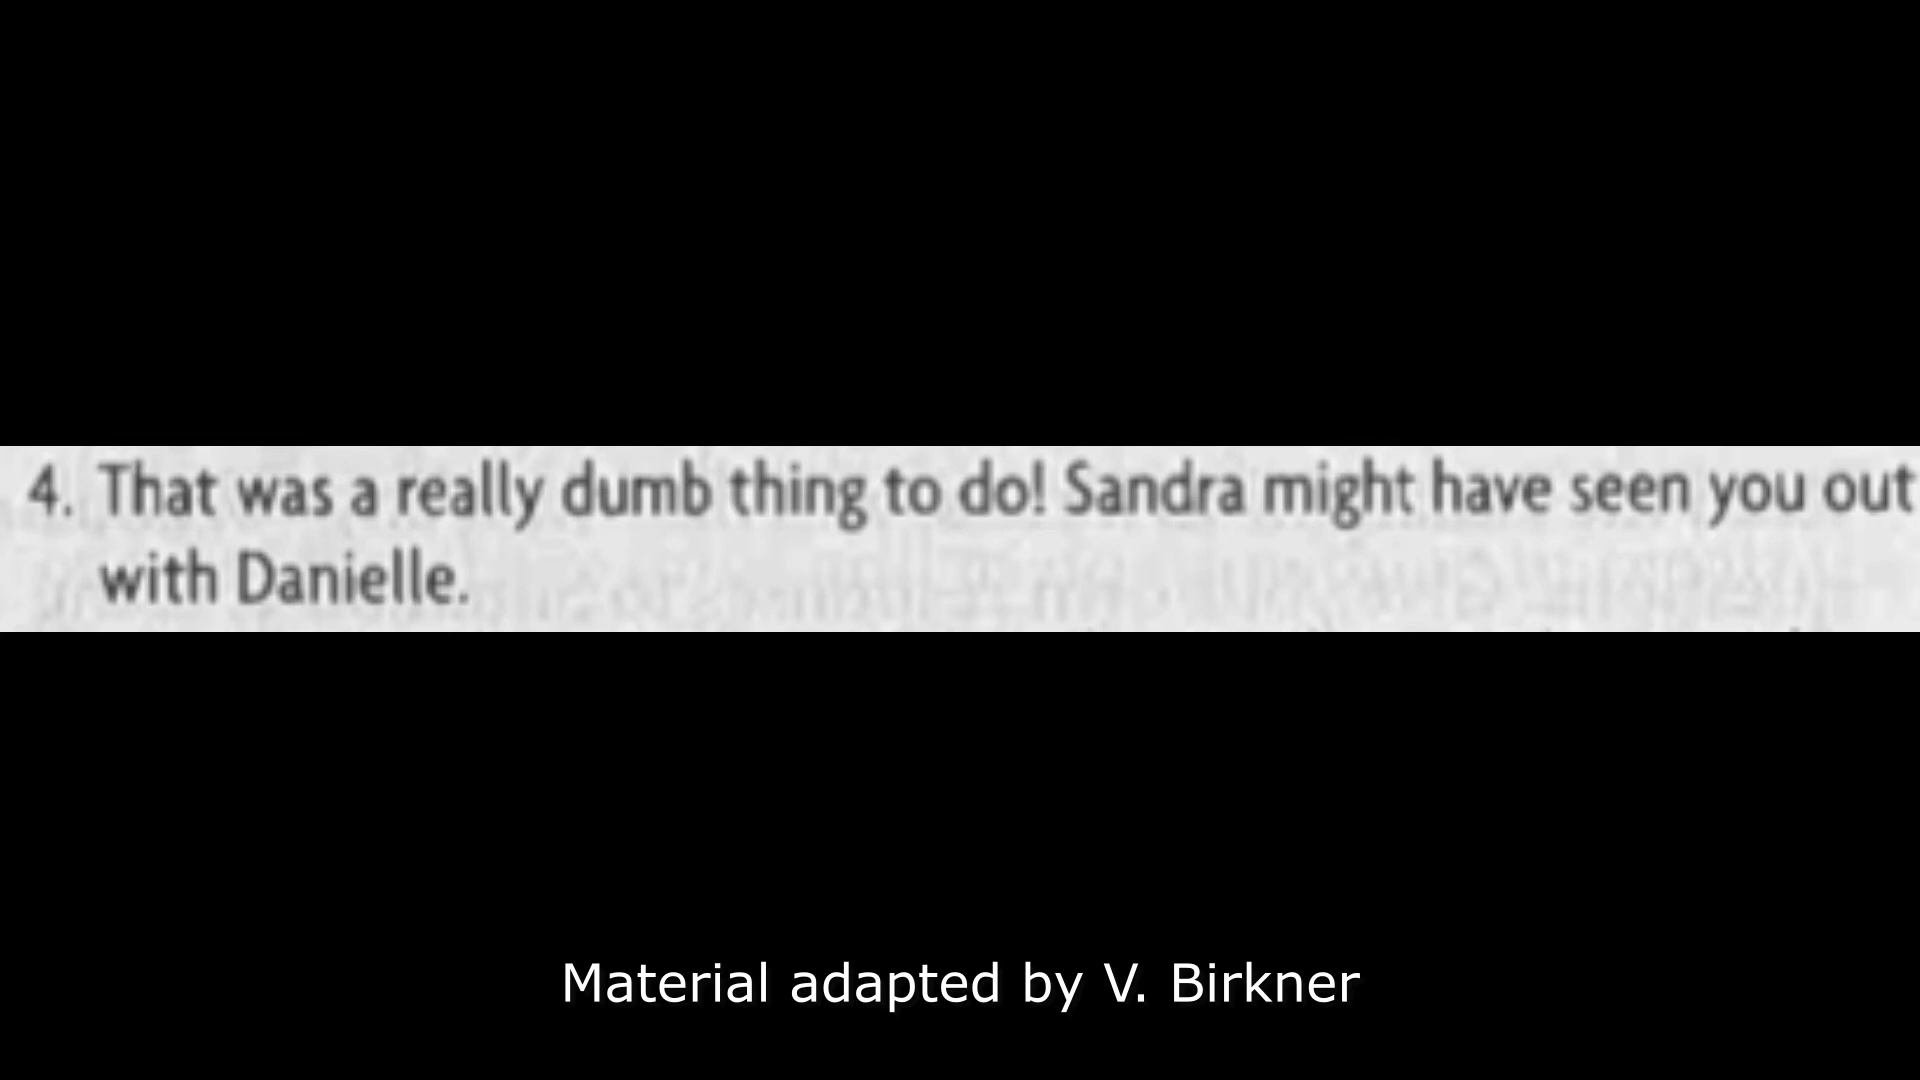 4. That was a really dumb thing to do! Sandra might have seen you out
with Danielle.
Material adapted by V. Birkner